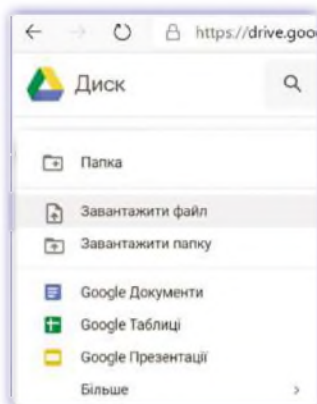 https://drive.goo
Диск
Папка
Завантажити файл
Завантажити папку
Google Документи
Google Таблиці
Google Презентації
Більше